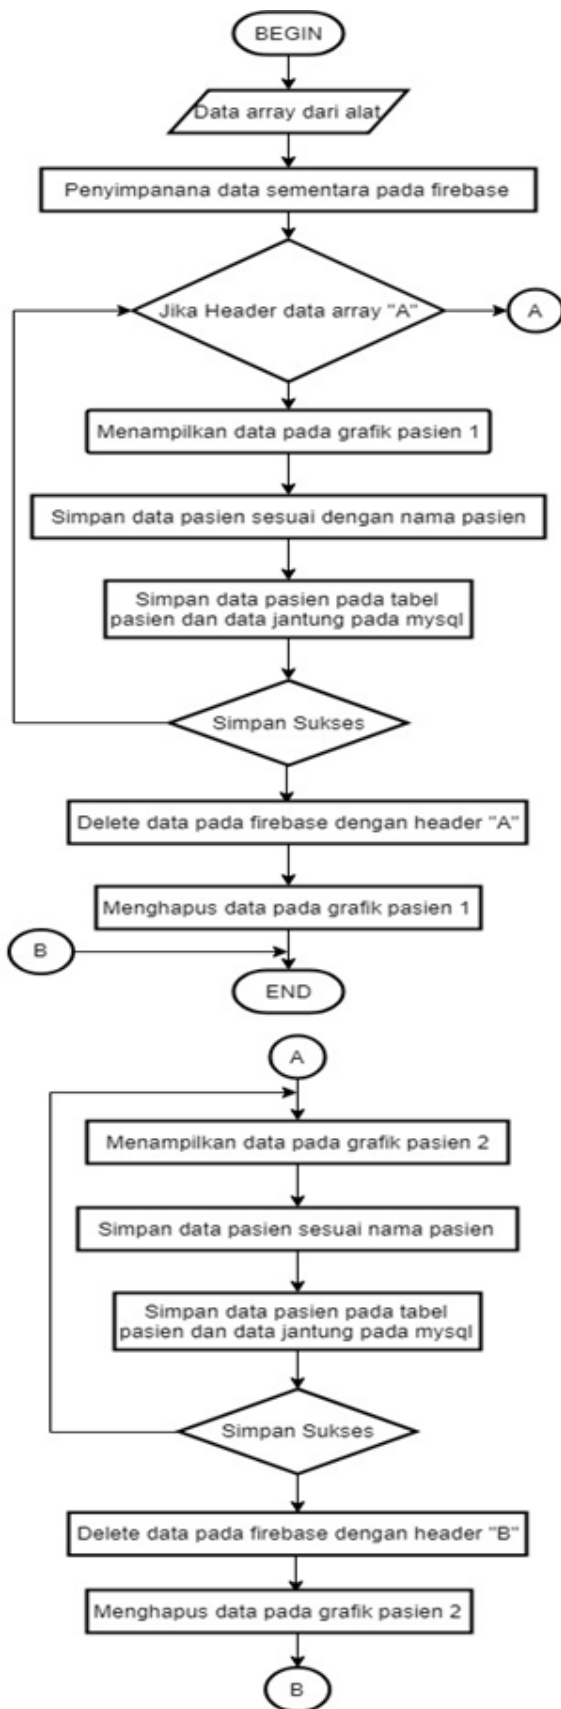 BEGIN
Data array dari alat
Penyimpanana data sementara pada firebase
Jika Header data array "A"
A
Menampilkan data pada grafik pasien 1
Simpan data pasien sesuai dengan nama pasien
Simpan data pasien pada tabel
pasien dan data jantung pada mysql
Simpan Sukses
Delete data pada firebase dengan header "A"
Menghapus data pada grafik pasien 1
B
END
A
Menampilkan data pada grafik pasien 2
Simpan data pasien sesuai nama pasien
Simpan data pasien pada tabel
pasien dan data jantung pada mysql
Simpan Sukses
Delete data pada firebase dengan header "B"
Menghapus data pada grafik pasien 2
B